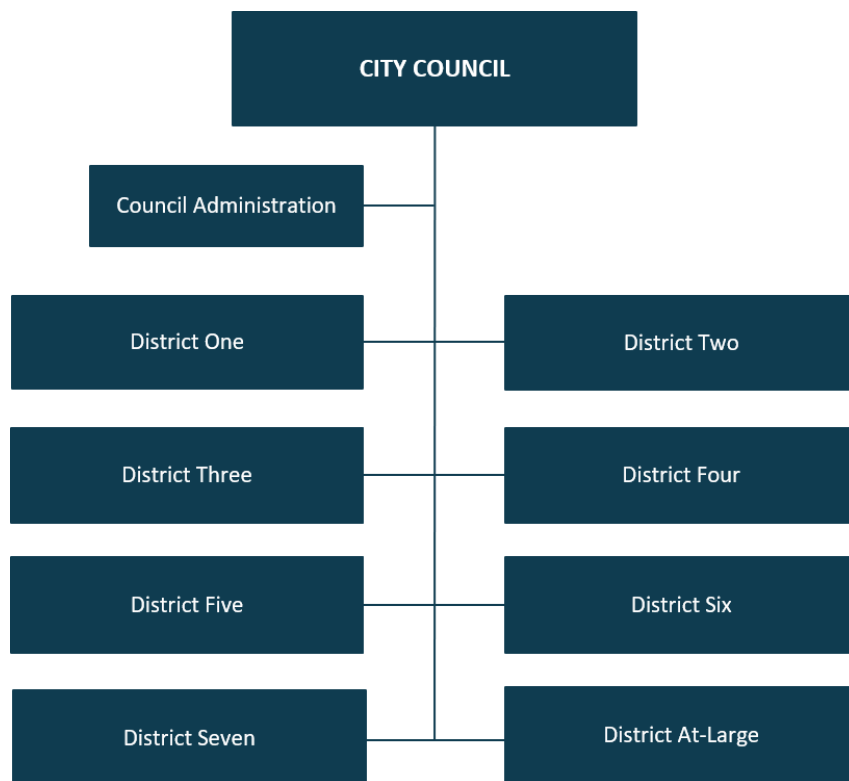 CITY COUNCIL
Council Administration
District One
District Two
District Three
District Four
District Five
District Six
District Seven
District At-Large